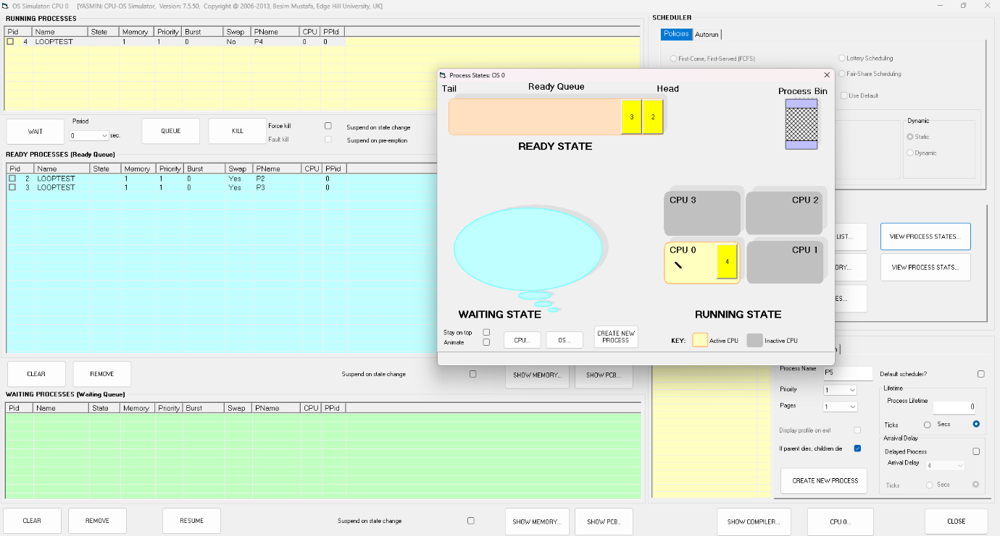 OS Simulator: CPU 0 [YASMIN: CPU-OS Simulator, Version: 7.5.50, Copyright @ 2006-2013, Besim Mustafa, Edge Hill University, UK]
RUNNING PROCESSES
Pid Name State Memory Priority Burst Swap PName CPU PPId
4 LOOPTEST 1 1 0 No P4 0 0
WAIT
Period
0 sec.
QUEUE
KILL
Force kill
Fault kill
Suspend on state change
Suspend on pre-emption
READY PROCESSES (Ready Queue)
Pid Name State Memory Priority Burst Swap PName CPU PPId
2 LOOPTEST 1 1 0 Yes P2 0
3 LOOPTEST 1 1 0 Yes P3 0
CLEAR
REMOVE
Suspend on state change
SHOW MEMORY...
SHOW PCB...
WAITING PROCESSES (Waiting Queue)
Pid Name State Memory Priority Burst Swap PName CPU PPId
CLEAR
REMOVE
RESUME
Suspend on state change
SHOW MEMORY...
SHOW PCB..
SCHEDULER
Policies Autorun
First-Come, First-Served (FCFS)
Lottery Scheduling
Fair-Share Scheduling
Use Default
Dynamic
Static
Dynamic
LIST...
VIEW PROCESS STATES...
ORY...
VIEW PROCESS STATS...
ES...
Process States: OS 0
Tail
Ready Queue
Head
Process Bin
3 2
READY STATE
CPU 3
CPU 2
CPU 0
4
CPU 1
WAITING STATE
RUNNING STATE
Stay on top
Animate
CPU...
OS...
CREATE NEW
PROCESS
KEY: Active CPU Inactive CPU
n
Process Name P5
Default scheduler?
Priority 1
Pages 1
Lifetime
Process Lifetime 0
Ticks Secs
Display profile on exit
If parent dies, children die
Arraival Delay
Delayed Process
Arrival Delay 4
Ticks Secs
CREATE NEW PROCESS
SHOW COMPILER...
CPU 0...
CLOSE